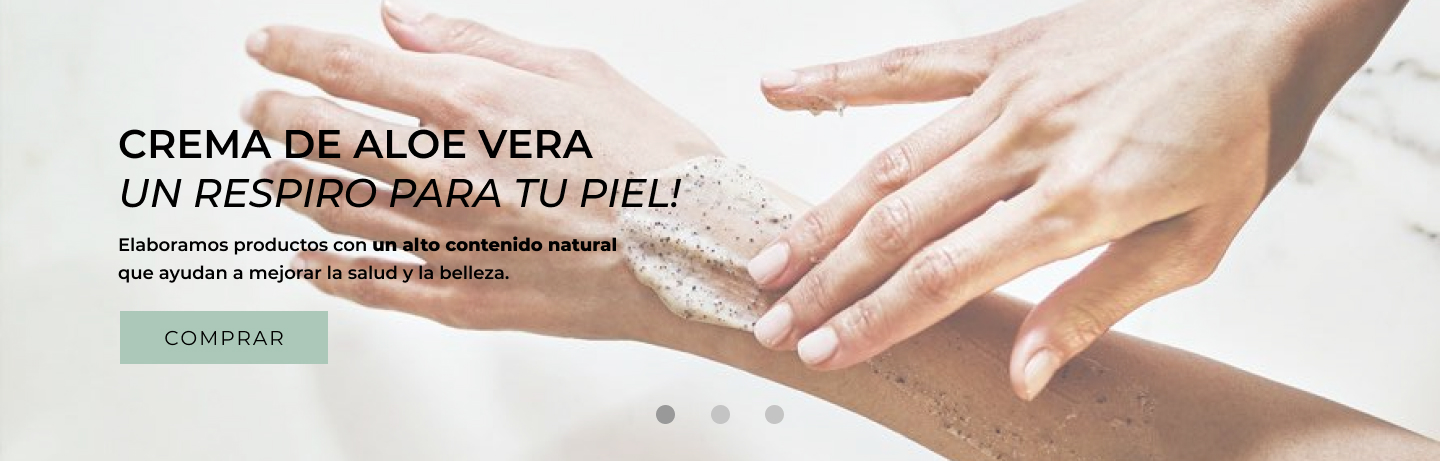 CREMA DE ALOE VERA
UN RESPIRO PARA TU PIEL!
Elaboramos productos con un alto contenido natural
que ayudan a mejorar la salud y la belleza.
COMPRAR